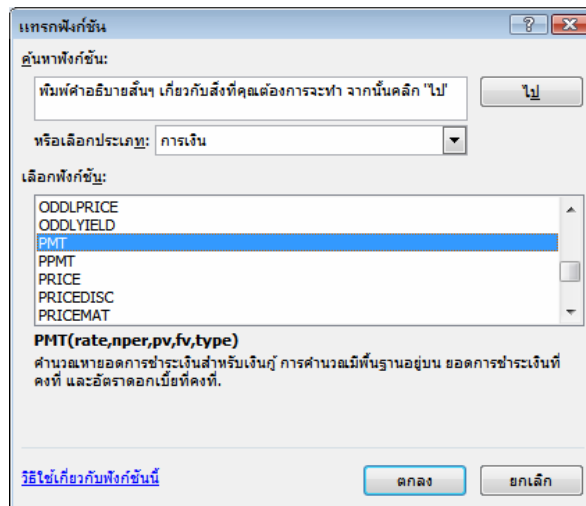 แทรกฟังก์ชัน
ค้นหาฟังก์ชัน:
พิมพ์คำอธิบายสั้นๆ เกี่ยวกับสิ่งที่คุณต้องการจะทำ จากนั้นคลิก 'ไป'
ไป
หรือเลือกประเภท: การเงิน
เลือกฟังก์ชัน:
ODDLPRICE
ODDLYIELD
PMT
PPMT
PRICE
PRICEDISC
PRICEMAT
PMT(rate,nper,pv,fv,type)
คำนวณหายอดการชำระเงินสำหรับเงินกู้ การคำนวณมีพื้นฐานอยู่บน ยอดการชำระเงินที่
คงที่ และอัตราดอกเบี้ยที่คงที่.
วิธีใช้เกี่ยวกับฟังก์ชันนี้
ตกลง
ยกเลิก